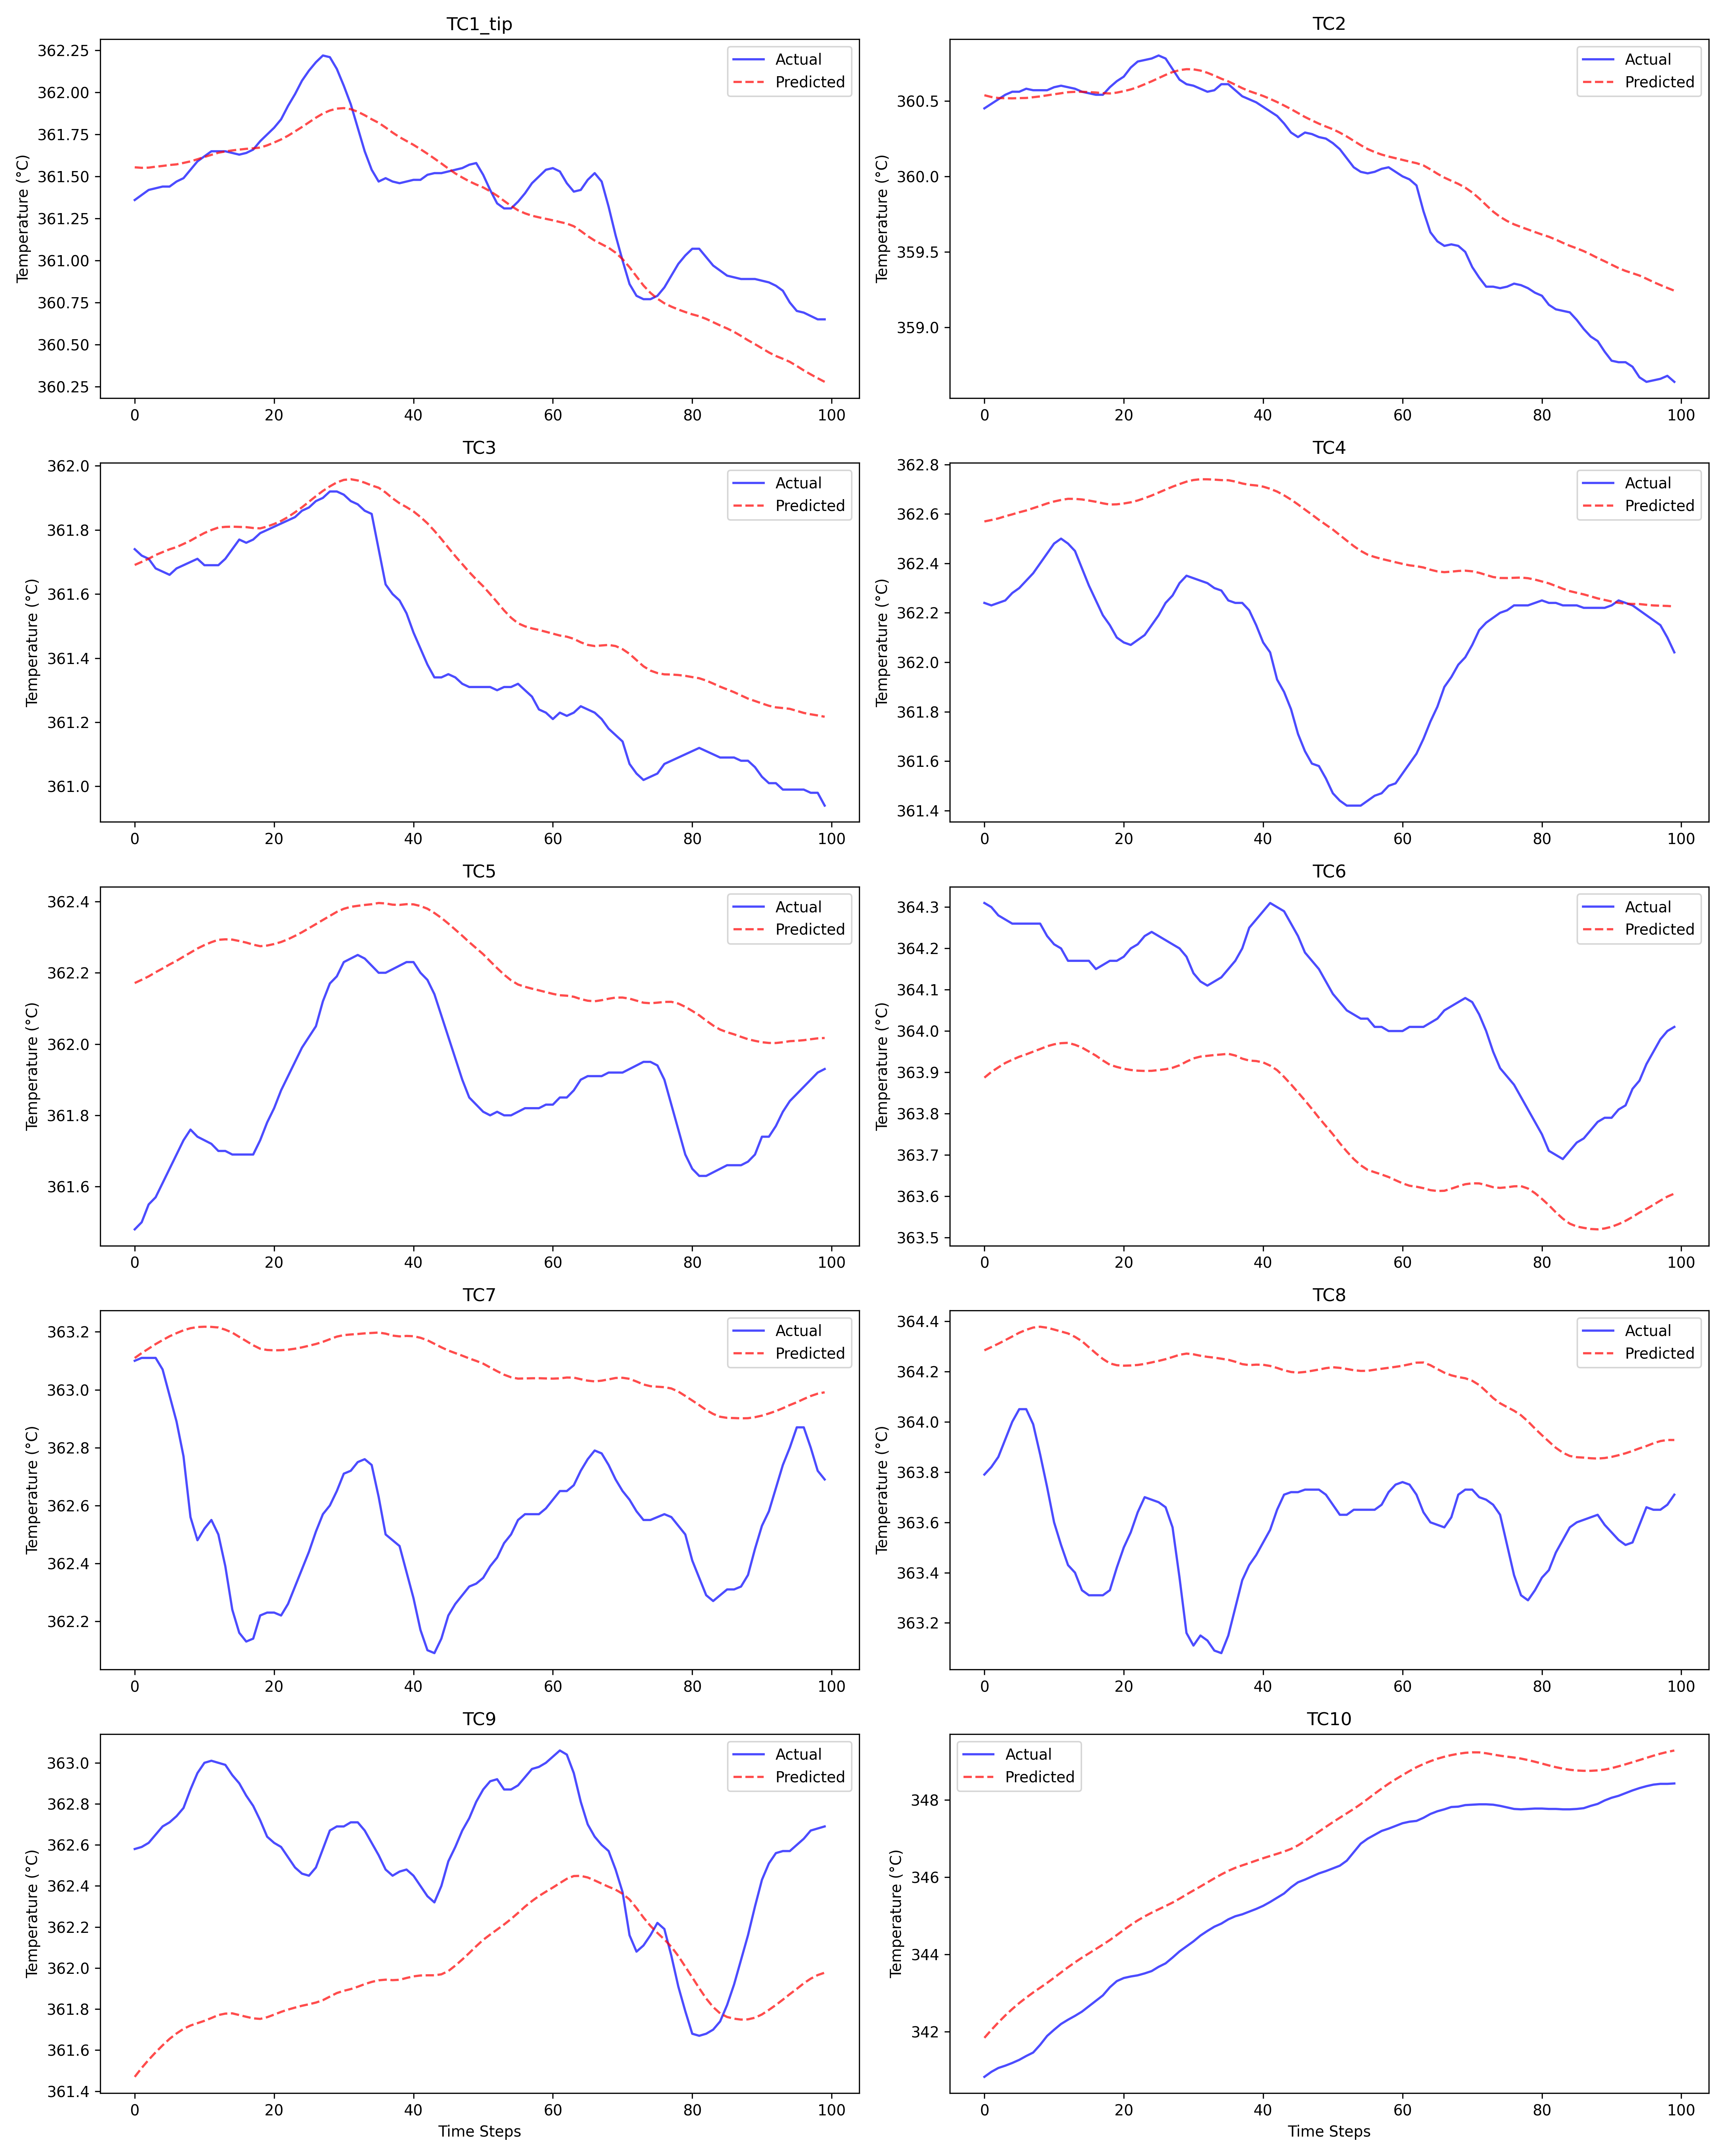 TC1_tip
Temperature (°C)
362.25
362.00
361.75
361.50
361.25
361.00
360.75
360.50
360.25
0 20 40 60 80 100
Actual
Predicted
TC2
Temperature (°C)
360.5
360.0
359.5
359.0
0 20 40 60 80 100
Actual
Predicted
TC3
Temperature (°C)
362.0
361.8
361.6
361.4
361.2
361.0
0 20 40 60 80 100
Actual
Predicted
TC4
Temperature (°C)
362.8
362.6
362.4
362.2
362.0
361.8
361.6
361.4
0 20 40 60 80 100
Actual
Predicted
TC5
Temperature (°C)
362.4
362.2
362.0
361.8
361.6
0 20 40 60 80 100
Actual
Predicted
TC6
Temperature (°C)
364.3
364.2
364.1
364.0
363.9
363.8
363.7
363.6
363.5
0 20 40 60 80 100
Actual
Predicted
TC7
Temperature (°C)
363.2
363.0
362.8
362.6
362.4
362.2
0 20 40 60 80 100
Actual
Predicted
TC8
Temperature (°C)
364.4
364.2
364.0
363.8
363.6
363.4
363.2
0 20 40 60 80 100
Actual
Predicted
TC9
Temperature (°C)
363.0
362.8
362.6
362.4
362.2
362.0
361.8
361.6
361.4
0 20 40 60 80 100
Time Steps
Actual
Predicted
TC10
Temperature (°C)
348
346
344
342
0 20 40 60 80 100
Time Steps
Actual
Predicted